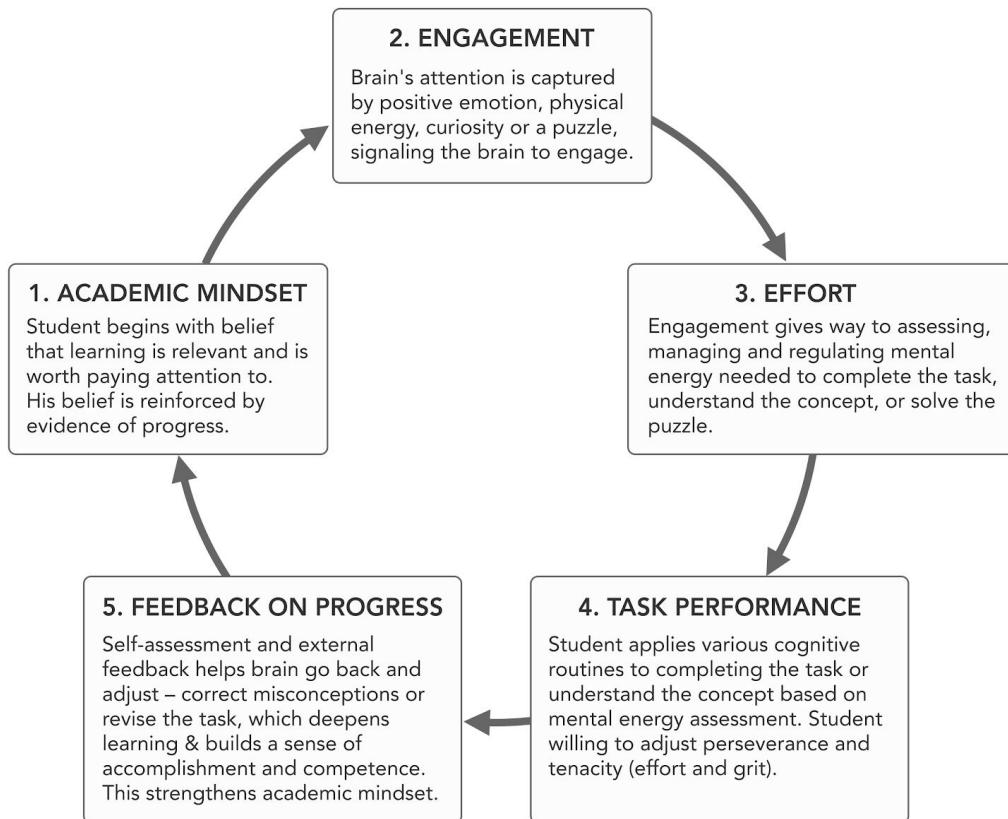 1. ACADEMIC MINDSET
Student begins with belief
that learning is relevant and is
worth paying attention to.
His belief is reinforced by
evidence of progress.
2. ENGAGEMENT
Brain's attention is captured
by positive emotion, physical
energy, curiosity or a puzzle,
signaling the brain to engage.
3. EFFORT
Engagement gives way to assessing,
managing and regulating mental
energy needed to complete the task,
understand the concept, or solve the
puzzle.
4. TASK PERFORMANCE
Student applies various cognitive
routines to completing the task or
understand the concept based on
mental energy assessment. Student
willing to adjust perseverance and
tenacity (effort and grit).
5. FEEDBACK ON PROGRESS
Self-assessment and external
feedback helps brain go back and
adjust – correct misconceptions or
revise the task, which deepens
learning & builds a sense of
accomplishment and competence.
This strengthens academic mindset.